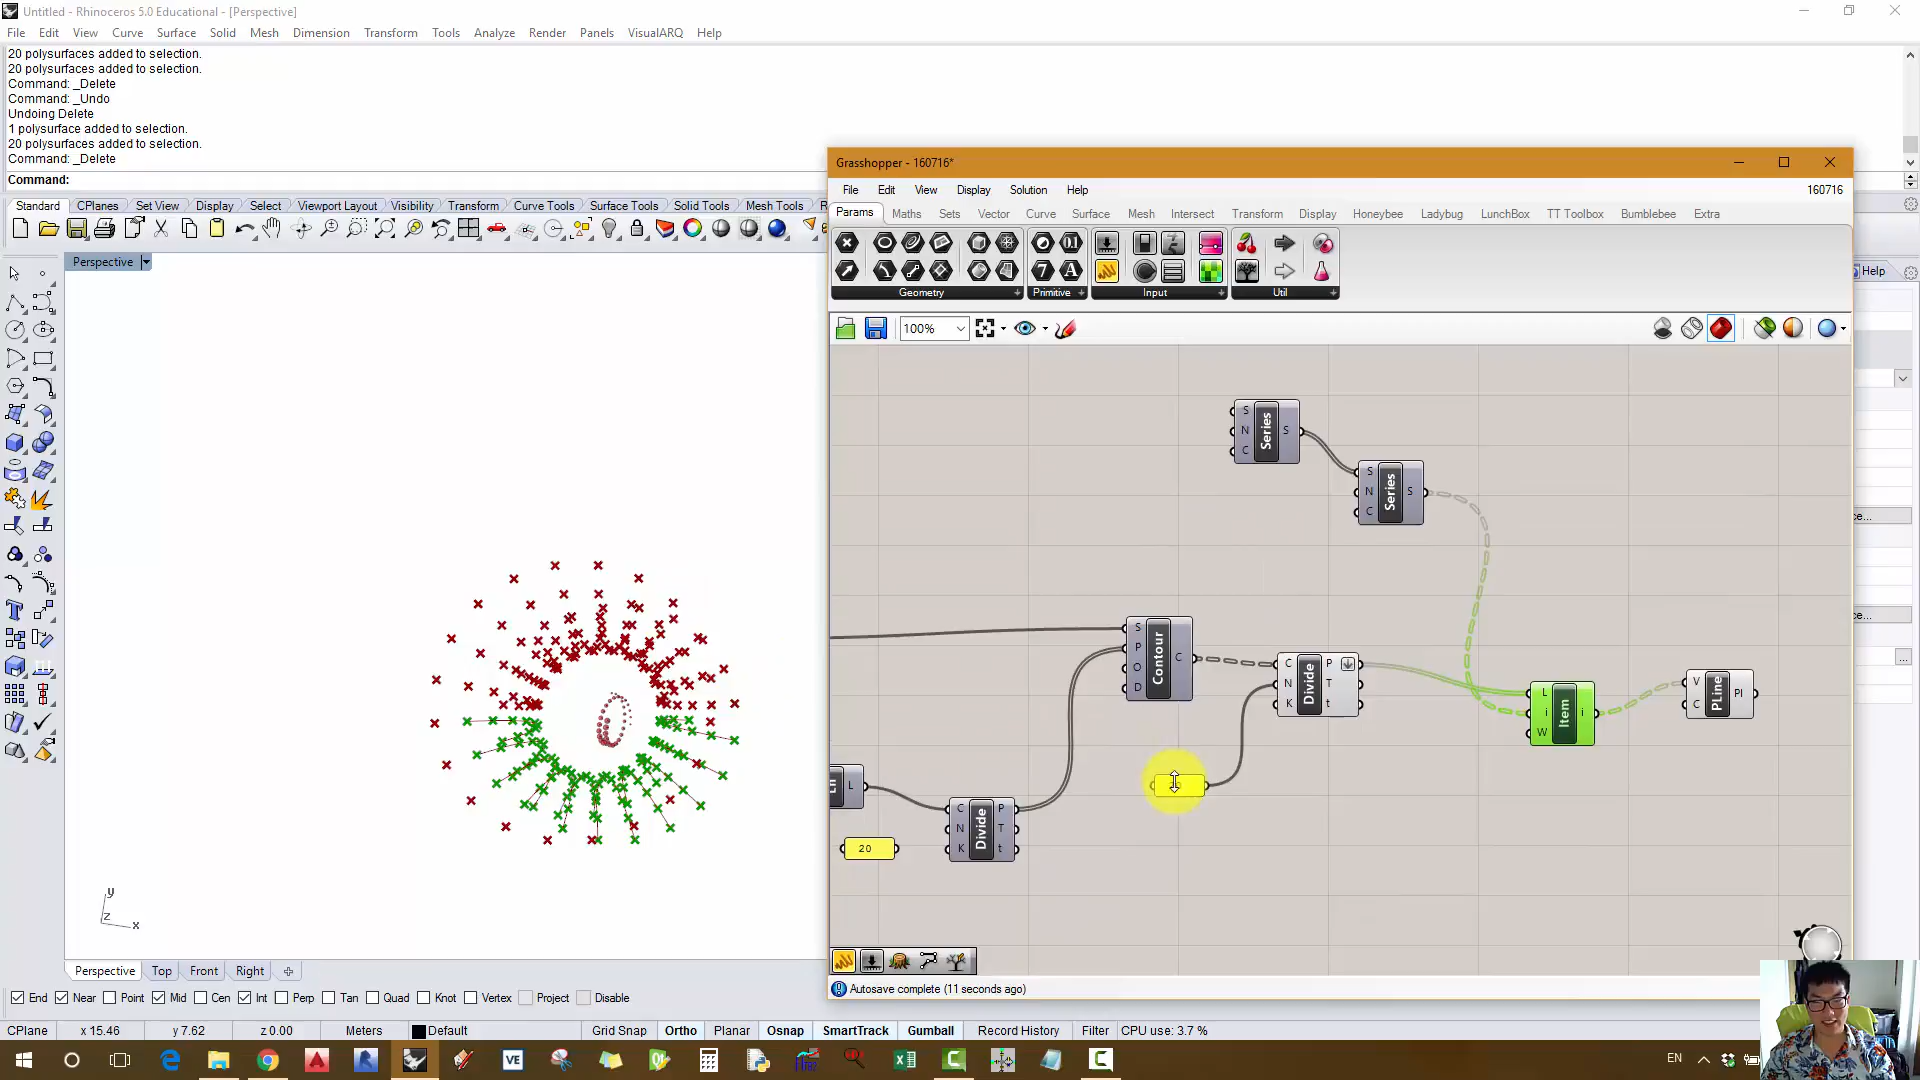 Untitled - Rhinoceros 5.0 Educational - [Perspective]
File Edit View Curve Surface Solid Mesh Dimension Transform Tools Analyze Render Panels VisualARQ Help
20 polysurfaces added to selection.
20 polysurfaces added to selection.
Command: _Delete
Command: _Undo
Undoing Delete
1 polysurface added to selection.
20 polysurfaces added to selection.
Command: _Delete
Command:
Standard CPlanes Set View Display Select Viewport Layout Visibility Transform Curve Tools Surface Tools Solid Tools Mesh Tools
Perspective
Grasshopper - 160716*
File Edit View Display Solution Help 160716
Params Maths Sets Vector Curve Surface Mesh Intersect Transform Display Honeybee Ladybug LunchBox TT Toolbox Bumblebee Extra
Geometry Primitive Input Util
100%
Help
S N C Series S
S N C Series S
S P O D Contour C
C N K Divide P T t
L i W Item i
V C PLine Pl
L
C N K Divide P T t
20
y
z x
Perspective Top Front Right
Autosave complete (11 seconds ago)
End Near Point Mid Cen Int Perp Tan Quad Knot Vertex Project Disable
CPlane x 15.46 y 7.62 z 0.00 Meters Default Grid Snap Ortho Planar Osnap SmartTrack Gumball Record History Filter CPU use: 3.7 %
VE
EN